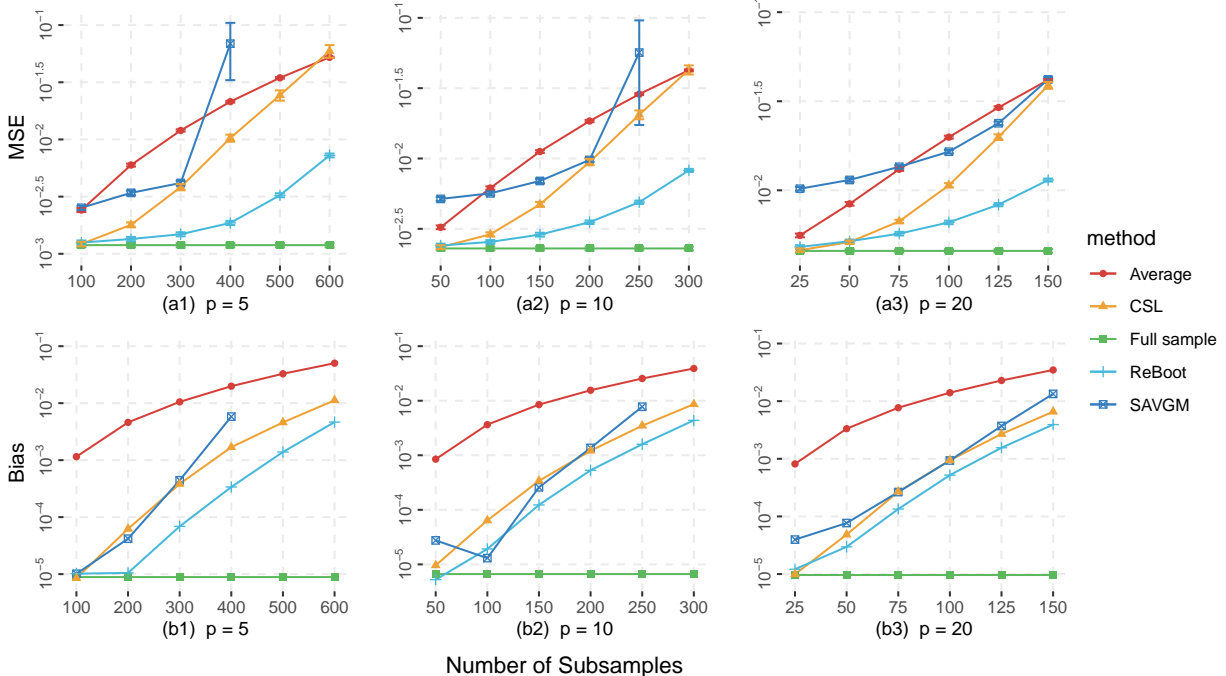 MSE
10⁻¹
10⁻¹·⁵
10⁻²
10⁻²·⁵
10⁻³
100 200 300 400 500 600
(a1) p = 5
10⁻¹
10⁻¹·⁵
10⁻²
10⁻²·⁵
50 100 150 200 250 300
(a2) p = 10
10⁻¹
10⁻¹·⁵
10⁻²
25 50 75 100 125 150
(a3) p = 20
Bias
10⁻¹
10⁻²
10⁻³
10⁻⁴
10⁻⁵
100 200 300 400 500 600
(b1) p = 5
10⁻¹
10⁻²
10⁻³
10⁻⁴
10⁻⁵
50 100 150 200 250 300
(b2) p = 10
10⁻¹
10⁻²
10⁻³
10⁻⁴
10⁻⁵
25 50 75 100 125 150
(b3) p = 20
Number of Subsamples
method
Average
CSL
Full sample
ReBoot
SAVGM